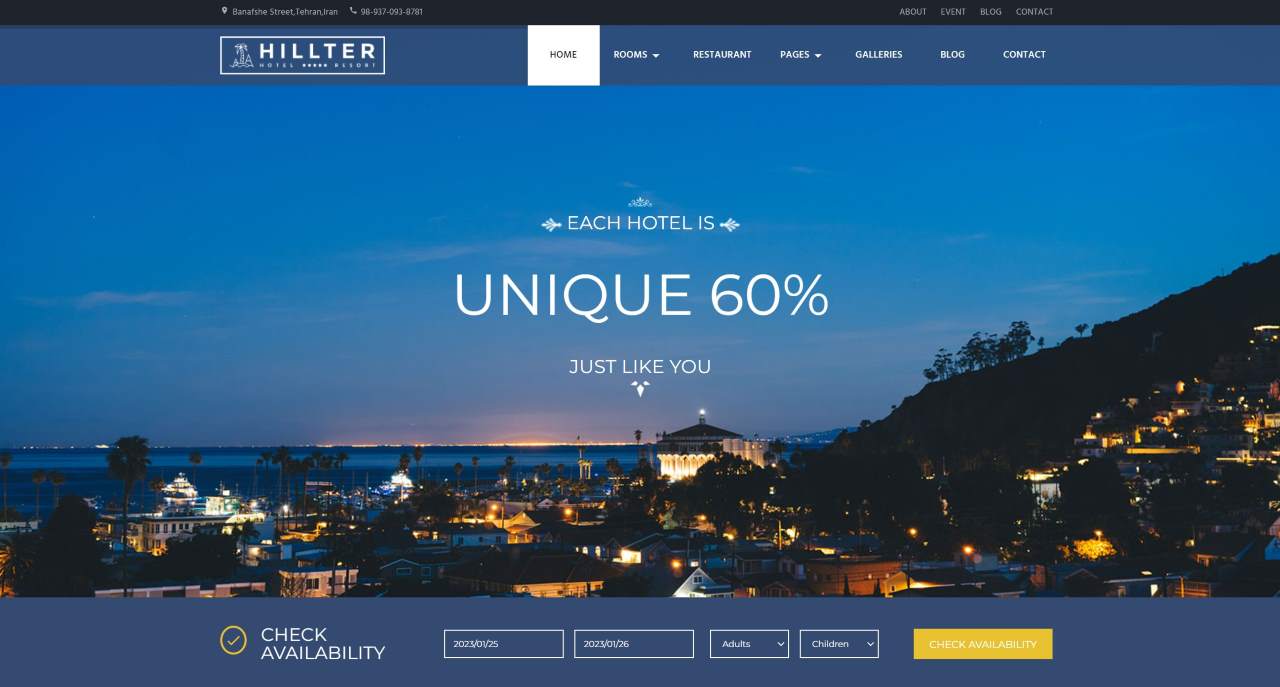 Banafshe Street,Tehran,Iran 98-937-093-8781
ABOUT EVENT BLOG CONTACT
HILLTER
HOTEL ★★★★★ RESORT
HOME ROOMS RESTAURANT PAGES GALLERIES BLOG CONTACT
EACH HOTEL IS
UNIQUE 60%
JUST LIKE YOU
CHECK
AVAILABILITY
2023/01/25 2023/01/26 Adults Children CHECK AVAILABILITY